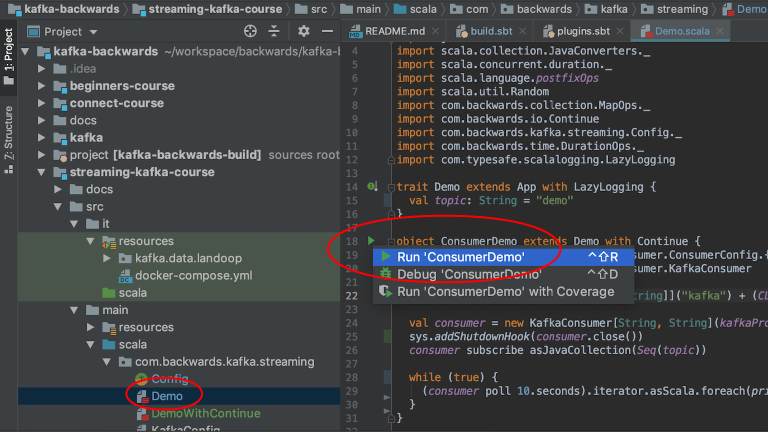 kafka-backwards streaming-kafka-course src main scala com backwards kafka streaming
Project
1: Project
Z: Structure
kafka-backwards ~/workspace/backwards/kafka-b
.idea
beginners-course
connect-course
docs
kafka
project [kafka-backwards-build] sources root
streaming-kafka-course
docs
src
it
resources
kafka.data.landoop
docker-compose.yml
scala
main
resources
scala
com.backwards.kafka.streaming
Config
Demo
DemoWithContinue
KafkaConfig
README.md build.sbt plugins.sbt Demo.scala
4 import scala.collection.JavaConverters._
5 import scala.concurrent.duration._
6 import scala.language.postfixOps
7 import scala.util.Random
8 import com.backwards.collection.MapOps._
9 import com.backwards.io.Continue
10 import com.backwards.kafka.streaming.Config._
11 import com.backwards.time.DurationOps._
12 import com.typesafe.scalalogging.LazyLogging
13
14 trait Demo extends App with LazyLogging {
15 val topic: String = "demo"
16 }
17
18 object ConsumerDemo extends Demo with Continue {
19
Run 'ConsumerDemo' ^⇧R
umer.ConsumerConfig.{
20
Debug 'ConsumerDemo' ^⇧D
KafkaConsumer
21
Run 'ConsumerDemo' with Coverage
22 tring]]("kafka") + (CL
23
24 val consumer = new KafkaConsumer[String, String](kafkaPro
25 sys.addShutdownHook(consumer.close())
26 consumer subscribe asJavaCollection(Seq(topic))
27
28 while (true) {
29 (consumer poll 10.seconds).iterator.asScala.foreach(pri
30 }
31 }